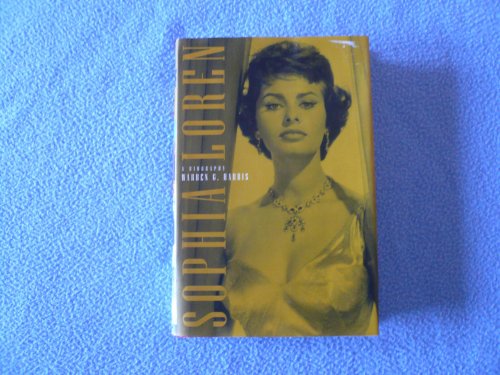 SOPHIA LOREN
A BIOGRAPHY
WARREN G. HARRIS